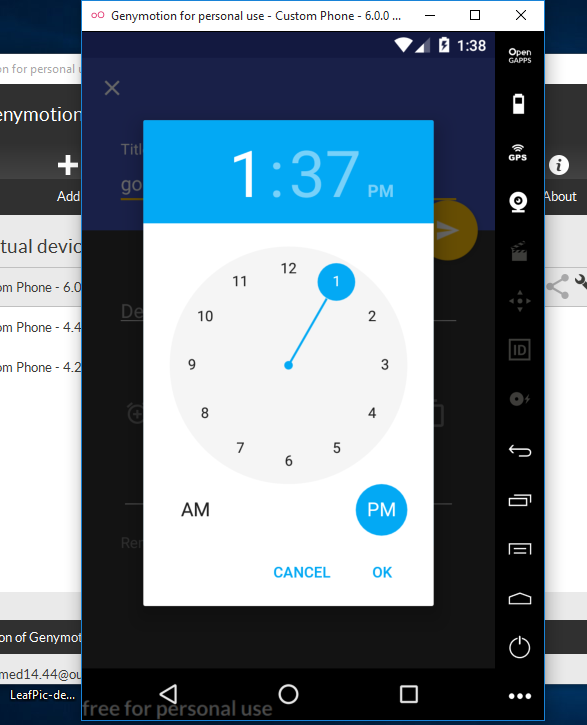 Genymotion for personal use - Custom Phone - 6.0.0 ...
on for personal u
1:38
Open
GAPPS
enymotion
GPS
Add
About
Titl
go
1:37 PM
tual devic
om Phone - 6.0
om Phone - 4.4
om Phone - 4.2
De
12
1
2
3
4
5
6
7
8
9
10
11
ID
AM
PM
Rer
CANCEL
OK
on of Genymot
med14.44@ou
LeafPic-de...
free for personal use